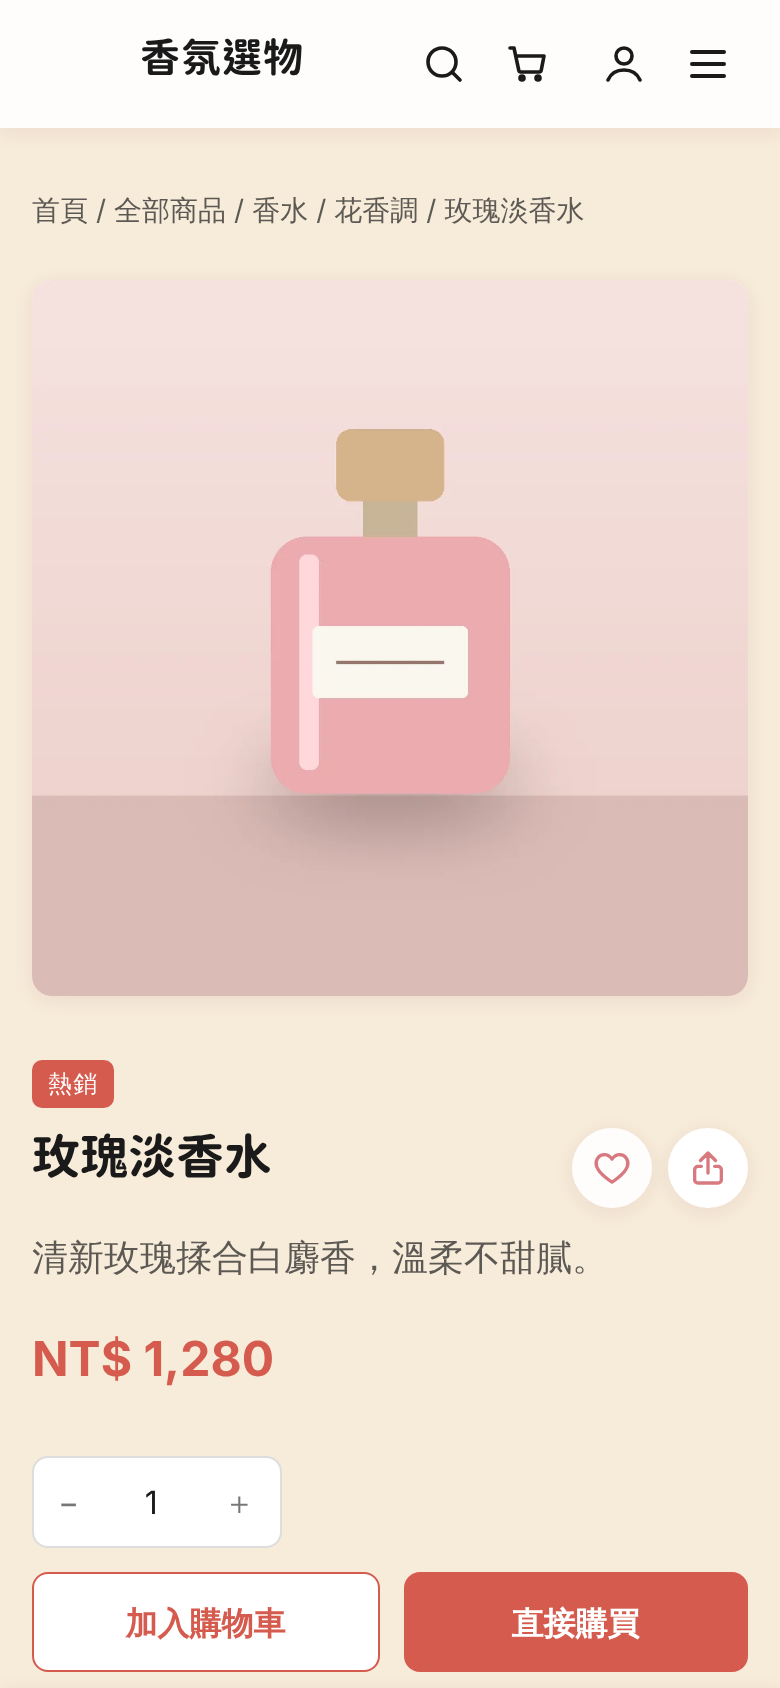 香氛選物
首頁 / 全部商品 / 香水 / 花香調 / 玫瑰淡香水
熱銷
玫瑰淡香水
清新玫瑰揉合白麝香，溫柔不甜膩。
NT$ 1,280
− 1 +
加入購物車 直接購買